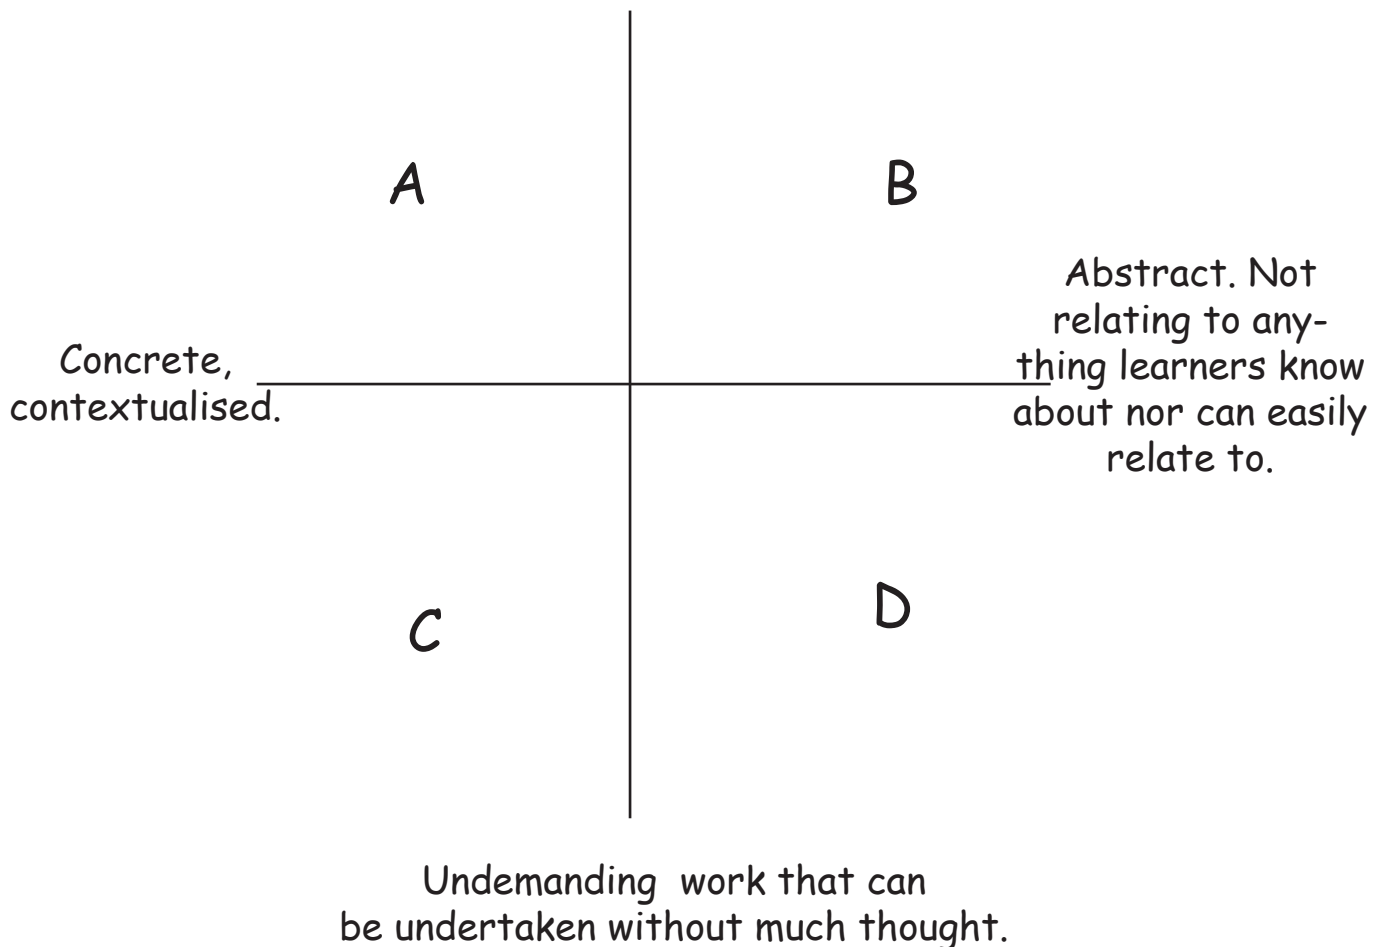 A
B
Abstract. Not
relating to any-
thing learners know
about nor can easily
relate to.
Concrete,
contextualised.
C
D
Undemanding work that can
be undertaken without much thought.